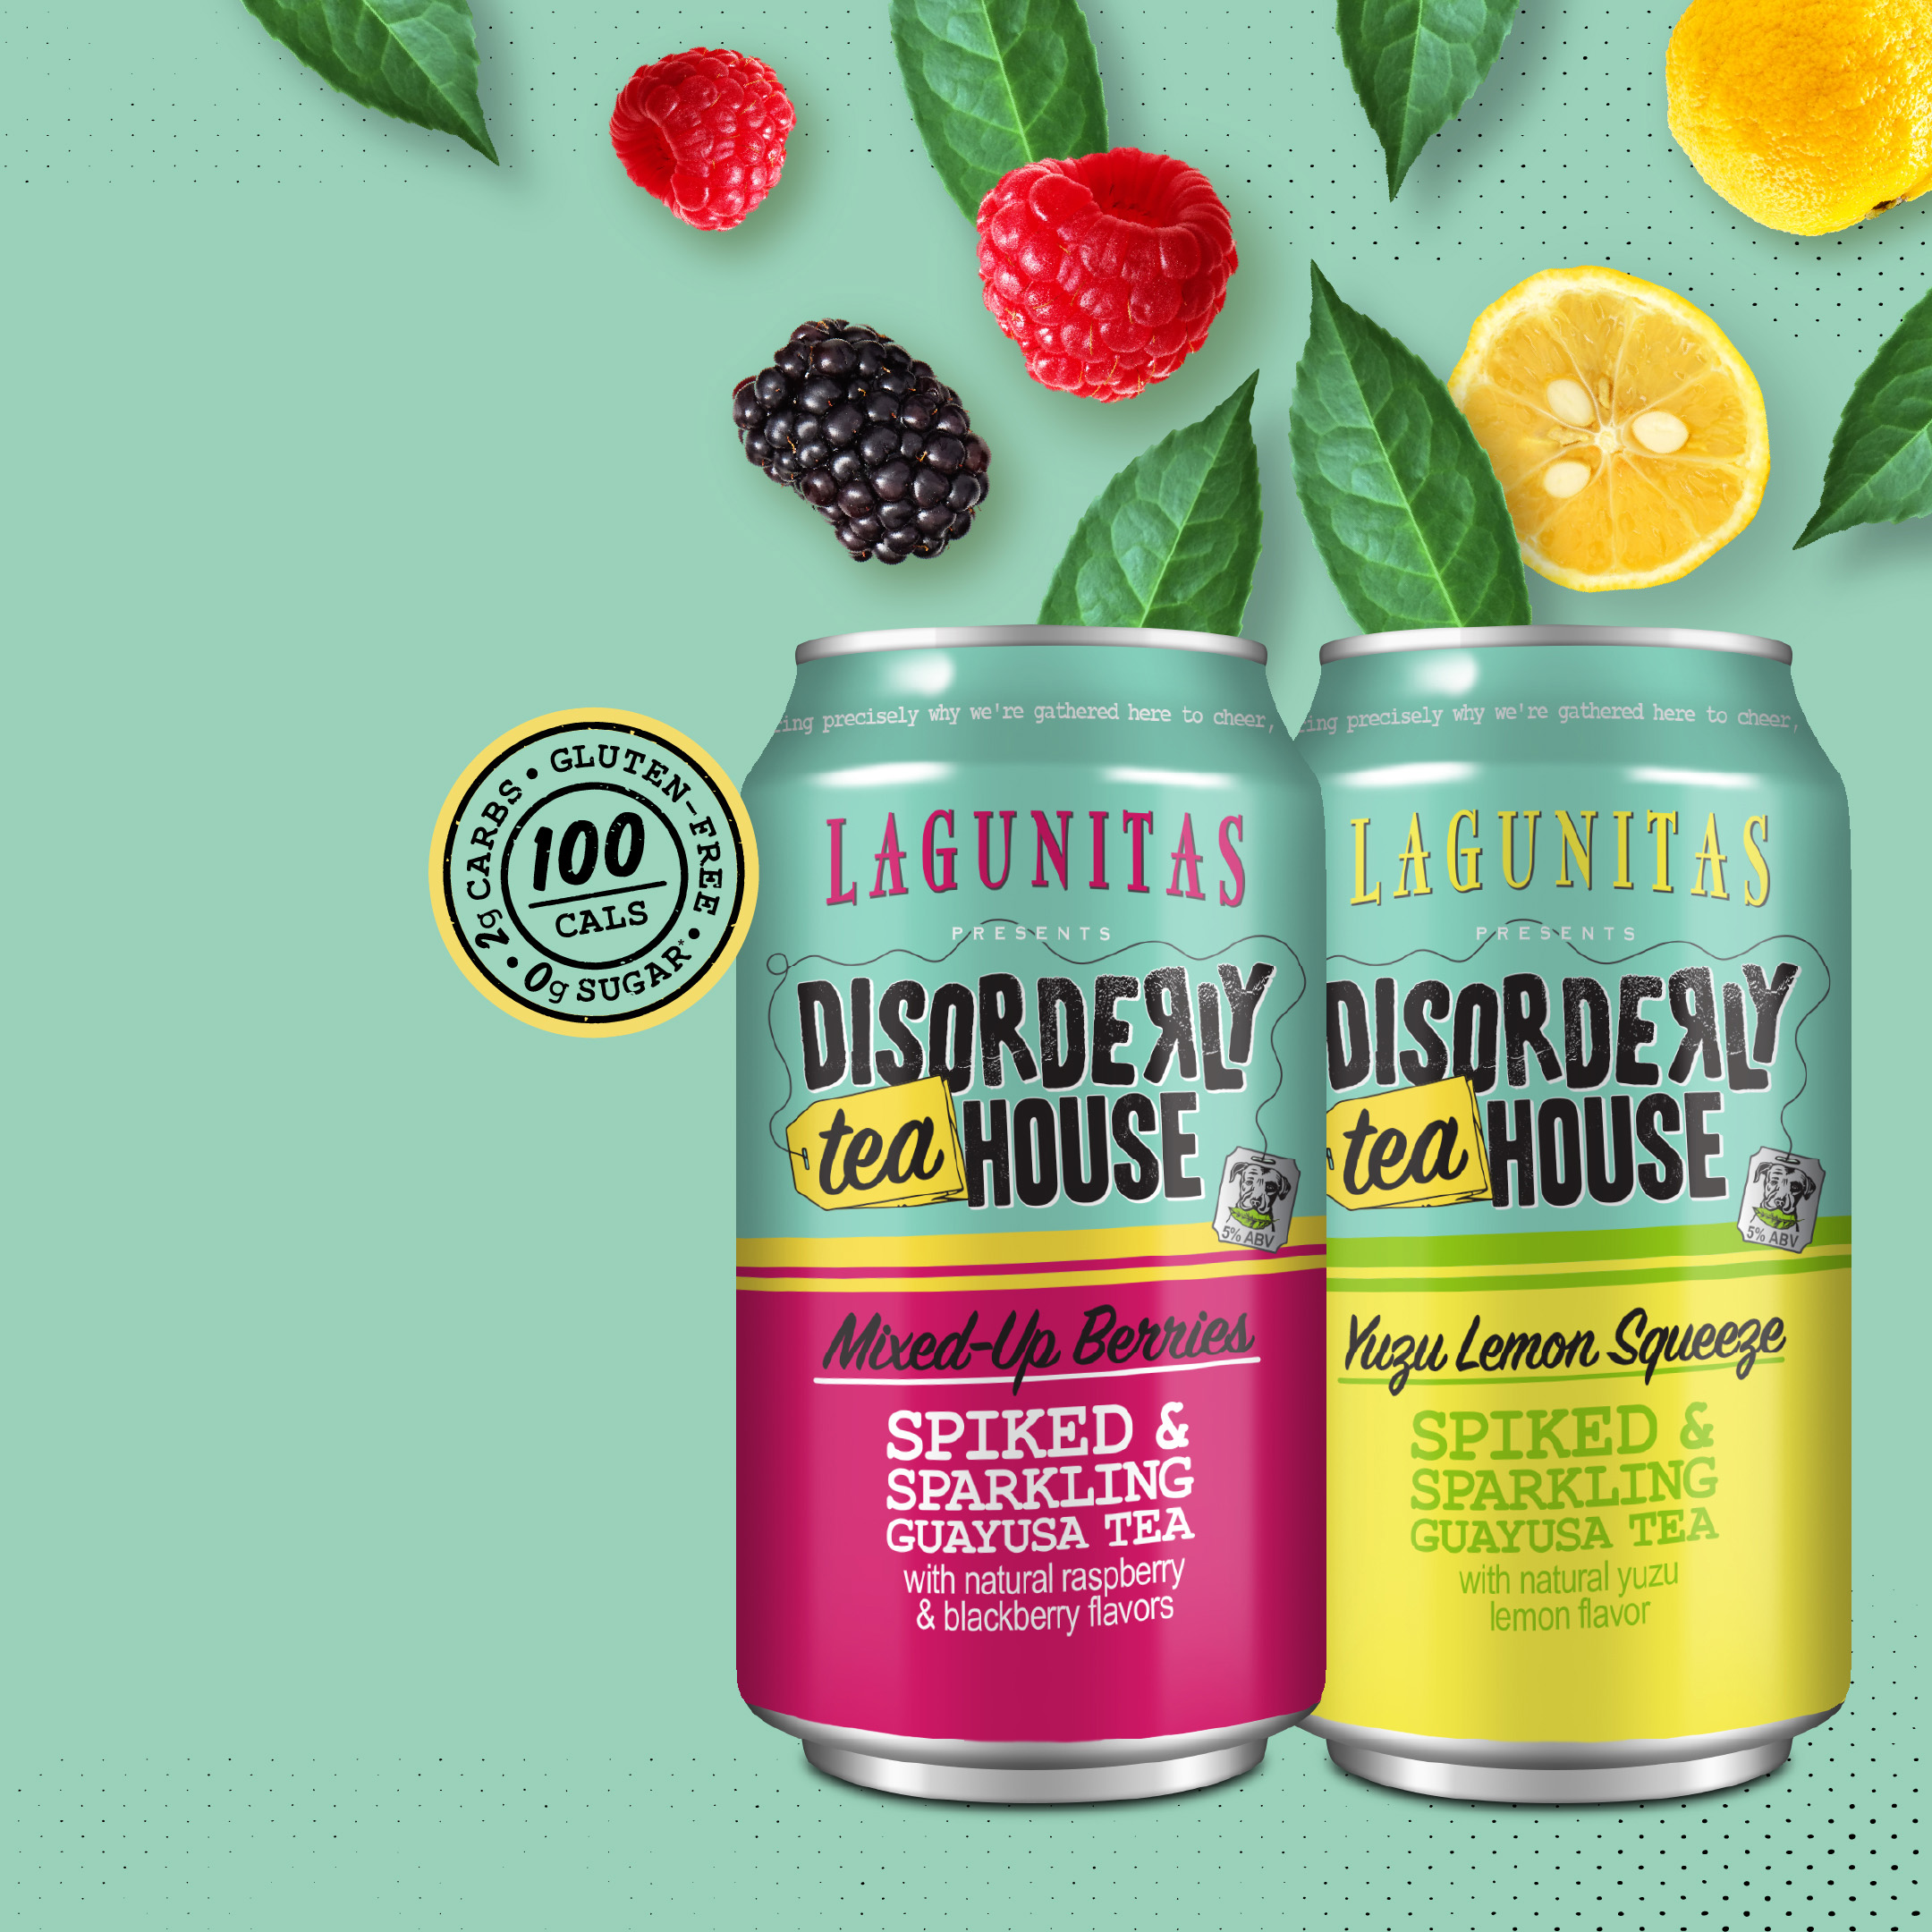 2g CARBS • GLUTEN-FREE • 0g SUGAR* •
100
CALS
precisely why we're gathered here to cheer,
LAGUNITAS
PRESENTS
DISORDERLY
tea HOUSE
5% ABV
Mixed-Up Berries
SPIKED &
SPARKLING
GUAYUSA TEA
with natural raspberry
& blackberry flavors
precisely why we're gathered here to cheer,
LAGUNITAS
PRESENTS
DISORDERLY
tea HOUSE
5% ABV
Yuzu Lemon Squeeze
SPIKED &
SPARKLING
GUAYUSA TEA
with natural yuzu
lemon flavor